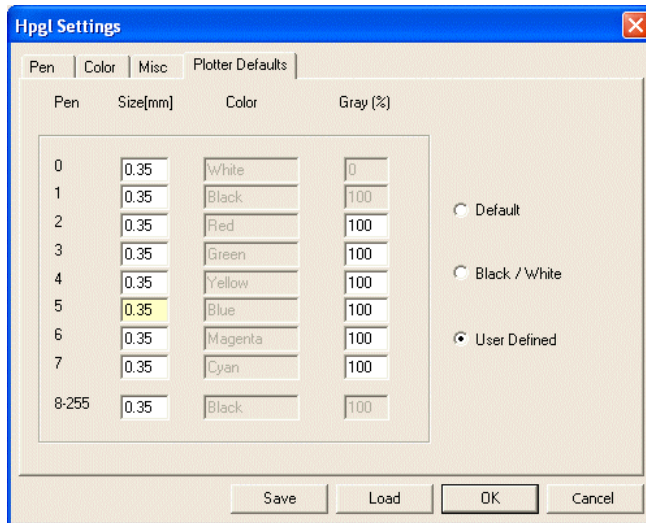 Hpgl Settings
Pen Color Misc Plotter Defaults
Pen Size[mm] Color Gray (%)
0 0.35 White 0
1 0.35 Black 100
2 0.35 Red 100
3 0.35 Green 100
4 0.35 Yellow 100
5 0.35 Blue 100
6 0.35 Magenta 100
7 0.35 Cyan 100
8-255 0.35 Black 100
Default
Black / White
User Defined
Save Load OK Cancel